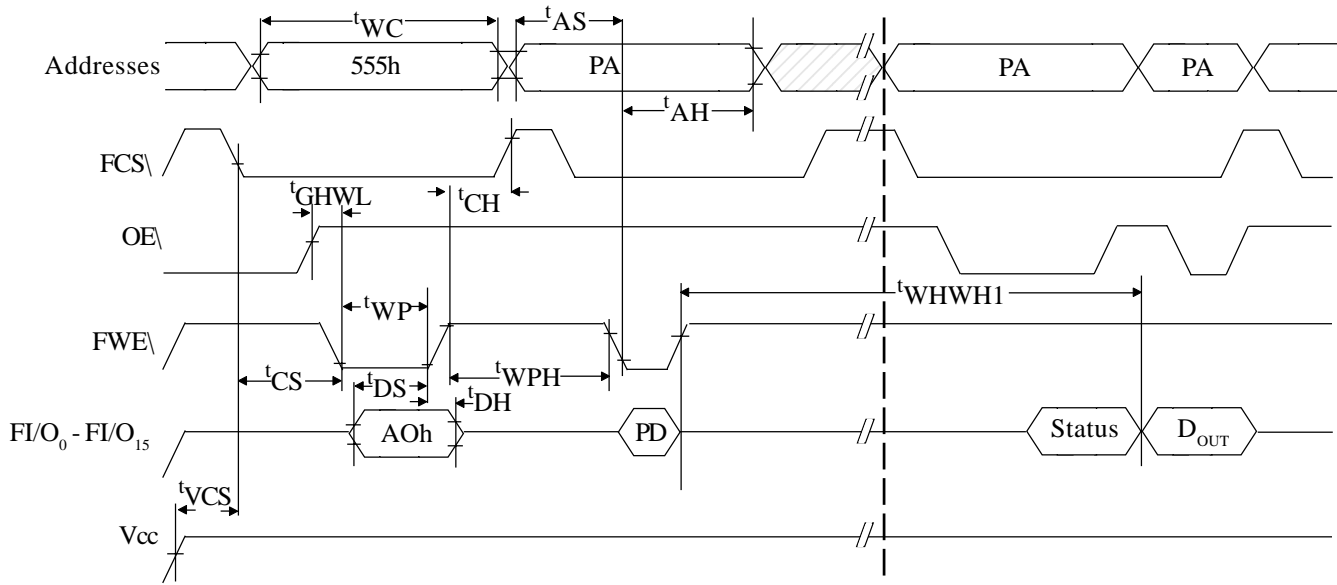 tWC
tAS
Addresses
555h
PA
PA
PA
tAH
FCS\
tGHWL
tCH
OE\
tWHWH1
tWP
FWE\
tCS
tWPH
tDS
tDH
FI/O0 - FI/O15
AOh
PD
Status
DOUT
tVCS
Vcc